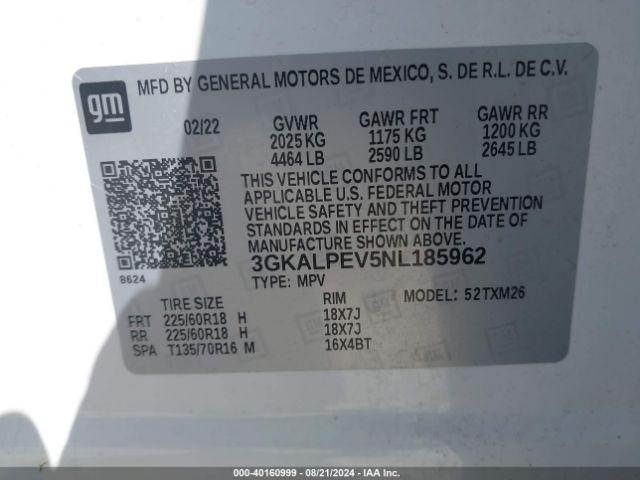 gm
MFD BY GENERAL MOTORS DE MEXICO, S. DE R.L. DE C.V.
02/22 GVWR GAWR FRT GAWR RR
2025 KG 1175 KG 1200 KG
4464 LB 2590 LB 2645 LB
THIS VEHICLE CONFORMS TO ALL
APPLICABLE U.S. FEDERAL MOTOR
VEHICLE SAFETY AND THEFT PREVENTION
STANDARDS IN EFFECT ON THE DATE OF
MANUFACTURE SHOWN ABOVE.
3GKALPEV5NL185962
8624
TYPE: MPV
TIRE SIZE RIM MODEL: 52TXM26
FRT 225/60R18 H 18X7J
RR 225/60R18 H 18X7J
SPA T135/70R16 M 16X4BT
000-40160999 — 08/21/2024 — IAAI.com